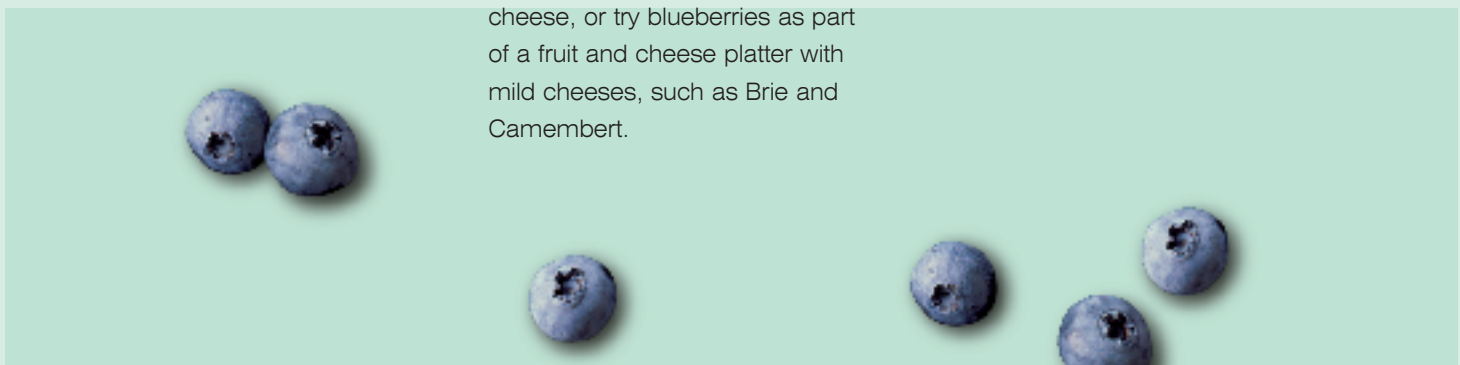 cheese, or try blueberries as part
of a fruit and cheese platter with
mild cheeses, such as Brie and
Camembert.